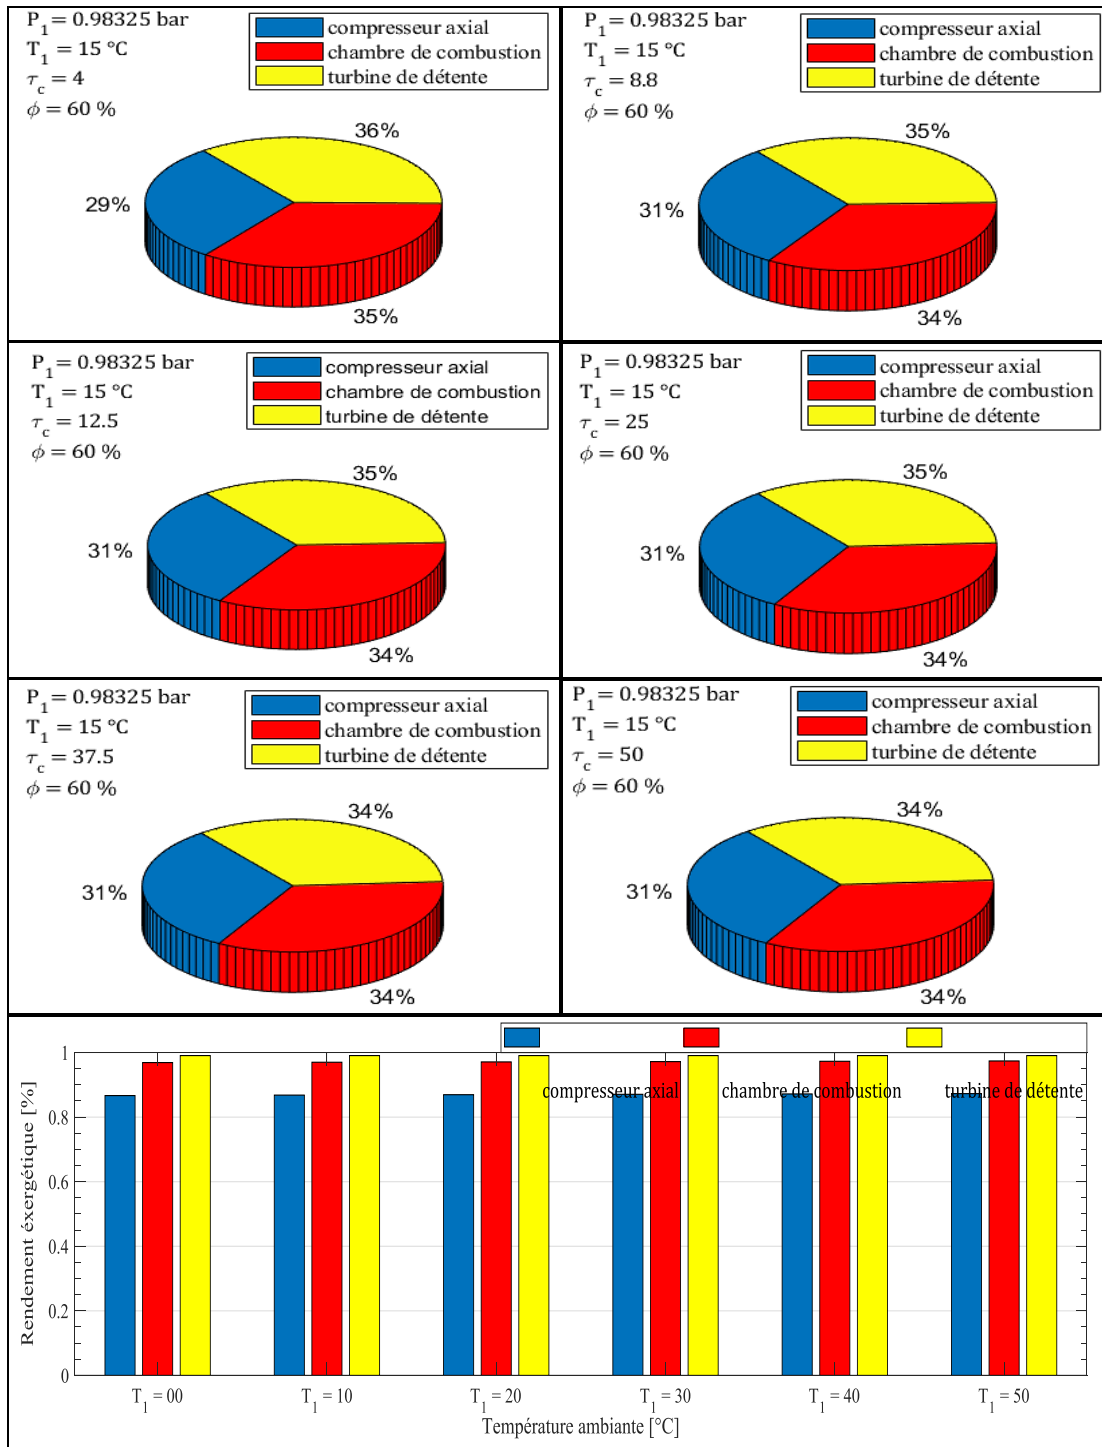 P1 = 0.98325 bar
T1 = 15 °C
τc = 4
ϕ = 60 %
compresseur axial
chambre de combustion
turbine de détente
36%
29%
35%
P1 = 0.98325 bar
T1 = 15 °C
τc = 8.8
ϕ = 60 %
compresseur axial
chambre de combustion
turbine de détente
35%
31%
34%
P1 = 0.98325 bar
T1 = 15 °C
τc = 12.5
ϕ = 60 %
compresseur axial
chambre de combustion
turbine de détente
35%
31%
34%
P1 = 0.98325 bar
T1 = 15 °C
τc = 25
ϕ = 60 %
compresseur axial
chambre de combustion
turbine de détente
35%
31%
34%
P1 = 0.98325 bar
T1 = 15 °C
τc = 37.5
ϕ = 60 %
compresseur axial
chambre de combustion
turbine de détente
34%
31%
34%
P1 = 0.98325 bar
T1 = 15 °C
τc = 50
ϕ = 60 %
compresseur axial
chambre de combustion
turbine de détente
34%
31%
34%
compresseur axial chambre de combustion turbine de détente
Rendement éxergétique [%]
1
0.8
0.6
0.4
0.2
0
T1 = 00 T1 = 10 T1 = 20 T1 = 30 T1 = 40 T1 = 50
Température ambiante [°C]